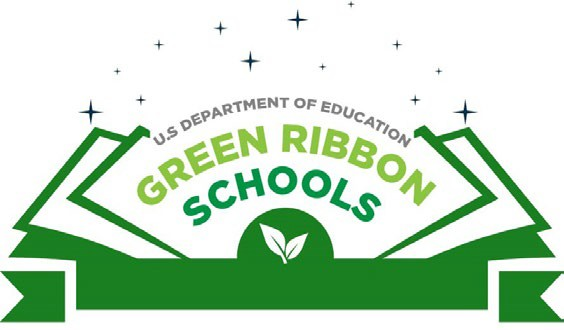 U.S DEPARTMENT OF EDUCATION
GREEN RIBBON
SCHOOLS